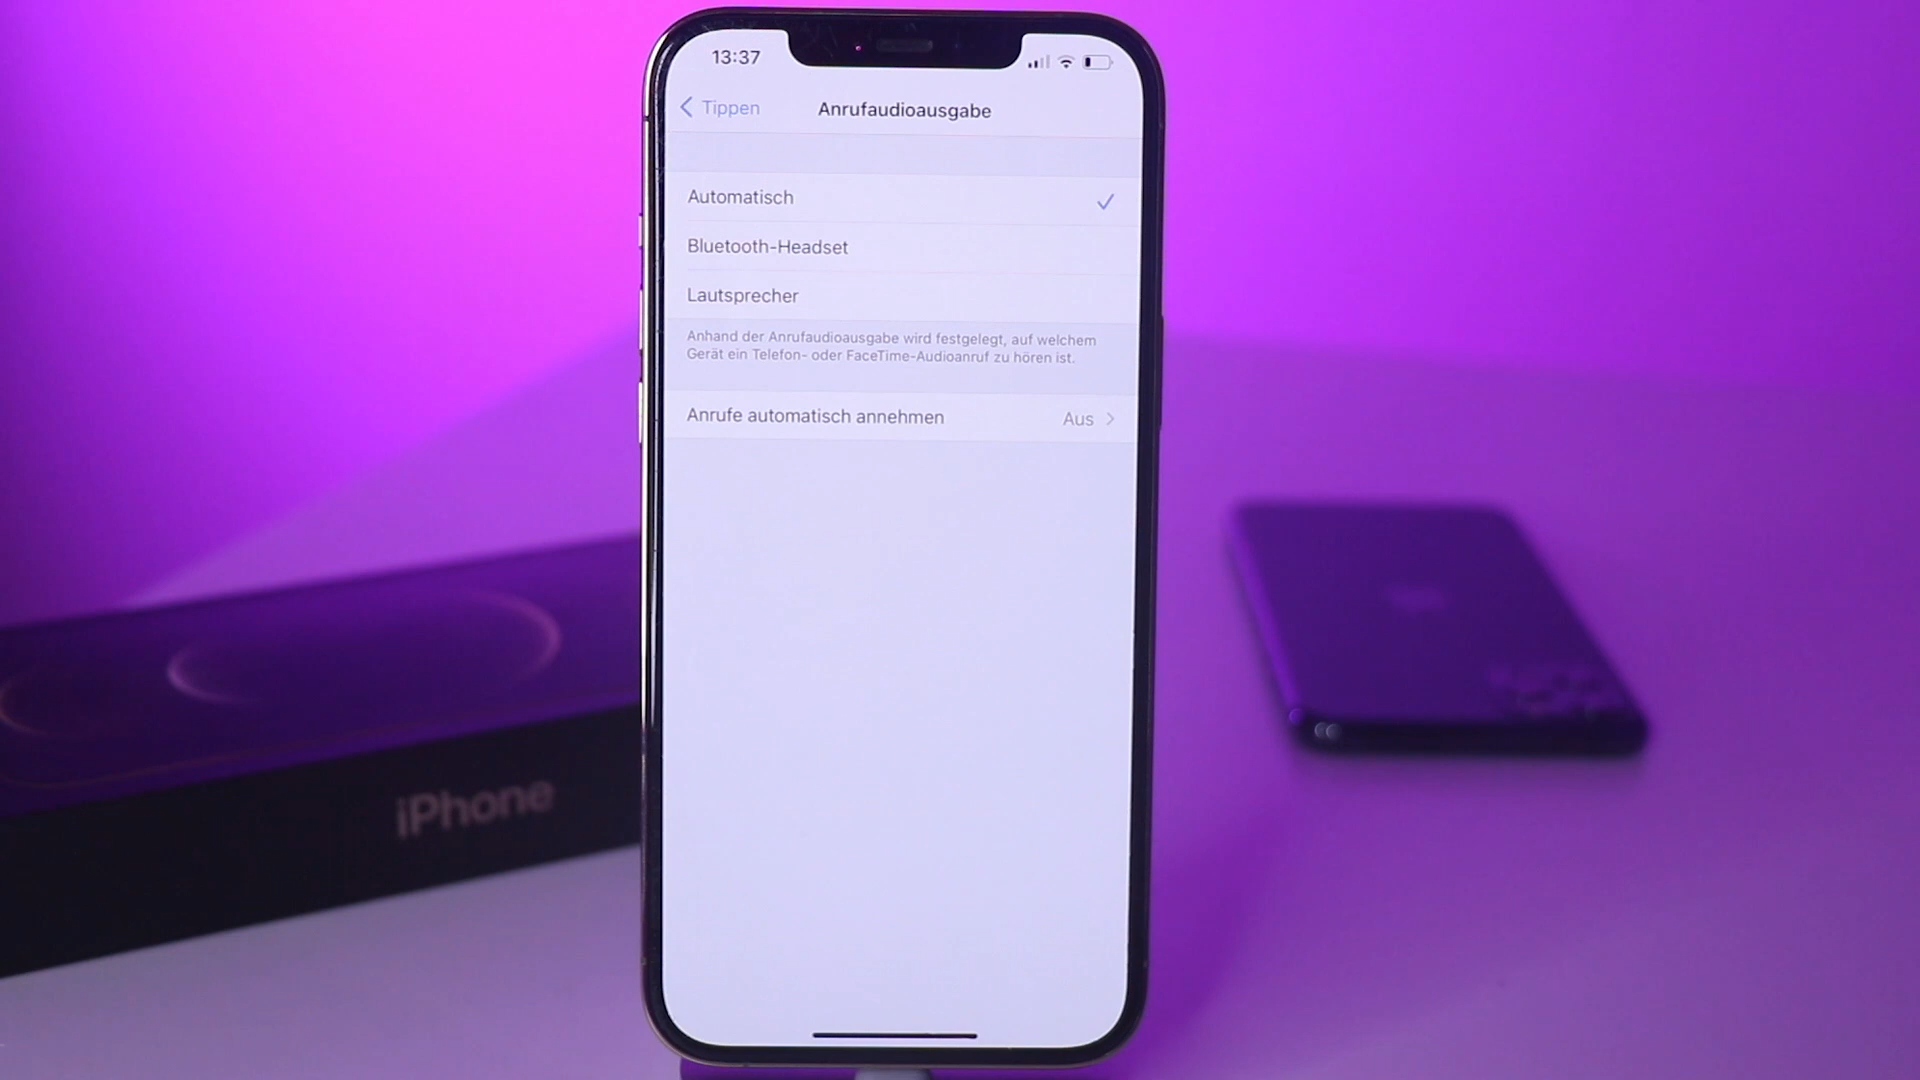 13:37
Tippen
Anrufaudioausgabe
Automatisch
Bluetooth-Headset
Lautsprecher
Anhand der Anrufaudioausgabe wird festgelegt, auf welchem
Gerät ein Telefon- oder FaceTime-Audioanruf zu hören ist.
Anrufe automatisch annehmen Aus
iPhone